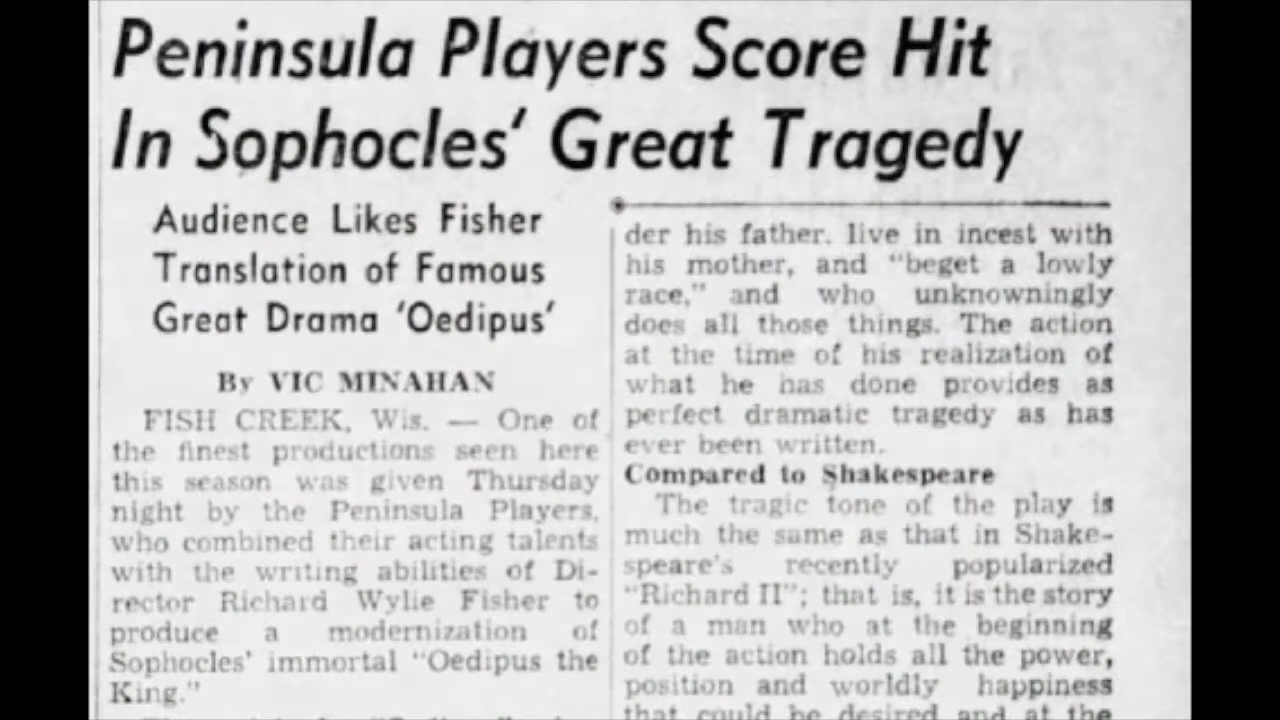 Peninsula Players Score Hit
In Sophocles' Great Tragedy
Audience Likes Fisher
Translation of Famous
Great Drama 'Oedipus'
By VIC MINAHAN
FISH CREEK, Wis. — One of
the finest productions seen here
this season was given Thursday
night by the Peninsula Players,
who combined their acting talents
with the writing abilities of Di-
rector Richard Wylie Fisher to
produce a modernization of
Sophocles' immortal "Oedipus the
King."
der his father. live in incest with
his mother, and "beget a lowly
race," and who unknowningly
does all those things. The action
at the time of his realization of
what he has done provides as
perfect dramatic tragedy as has
ever been written.
Compared to Shakespeare
The tragic tone of the play is
much the same as that in Shake-
speare's recently popularized
"Richard II"; that is, it is the story
of a man who at the beginning
of the action holds all the power,
position and worldly happiness
that could be desired and at the